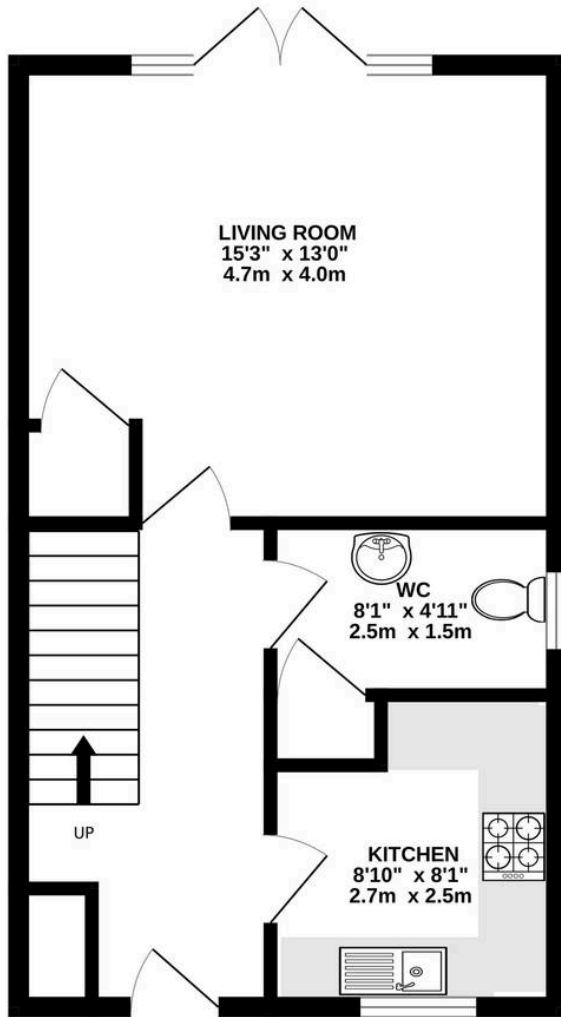 LIVING ROOM
15'3" x 13'0"
4.7m x 4.0m
WC
8'1" x 4'11"
2.5m x 1.5m
UP
KITCHEN
8'10" x 8'1"
2.7m x 2.5m